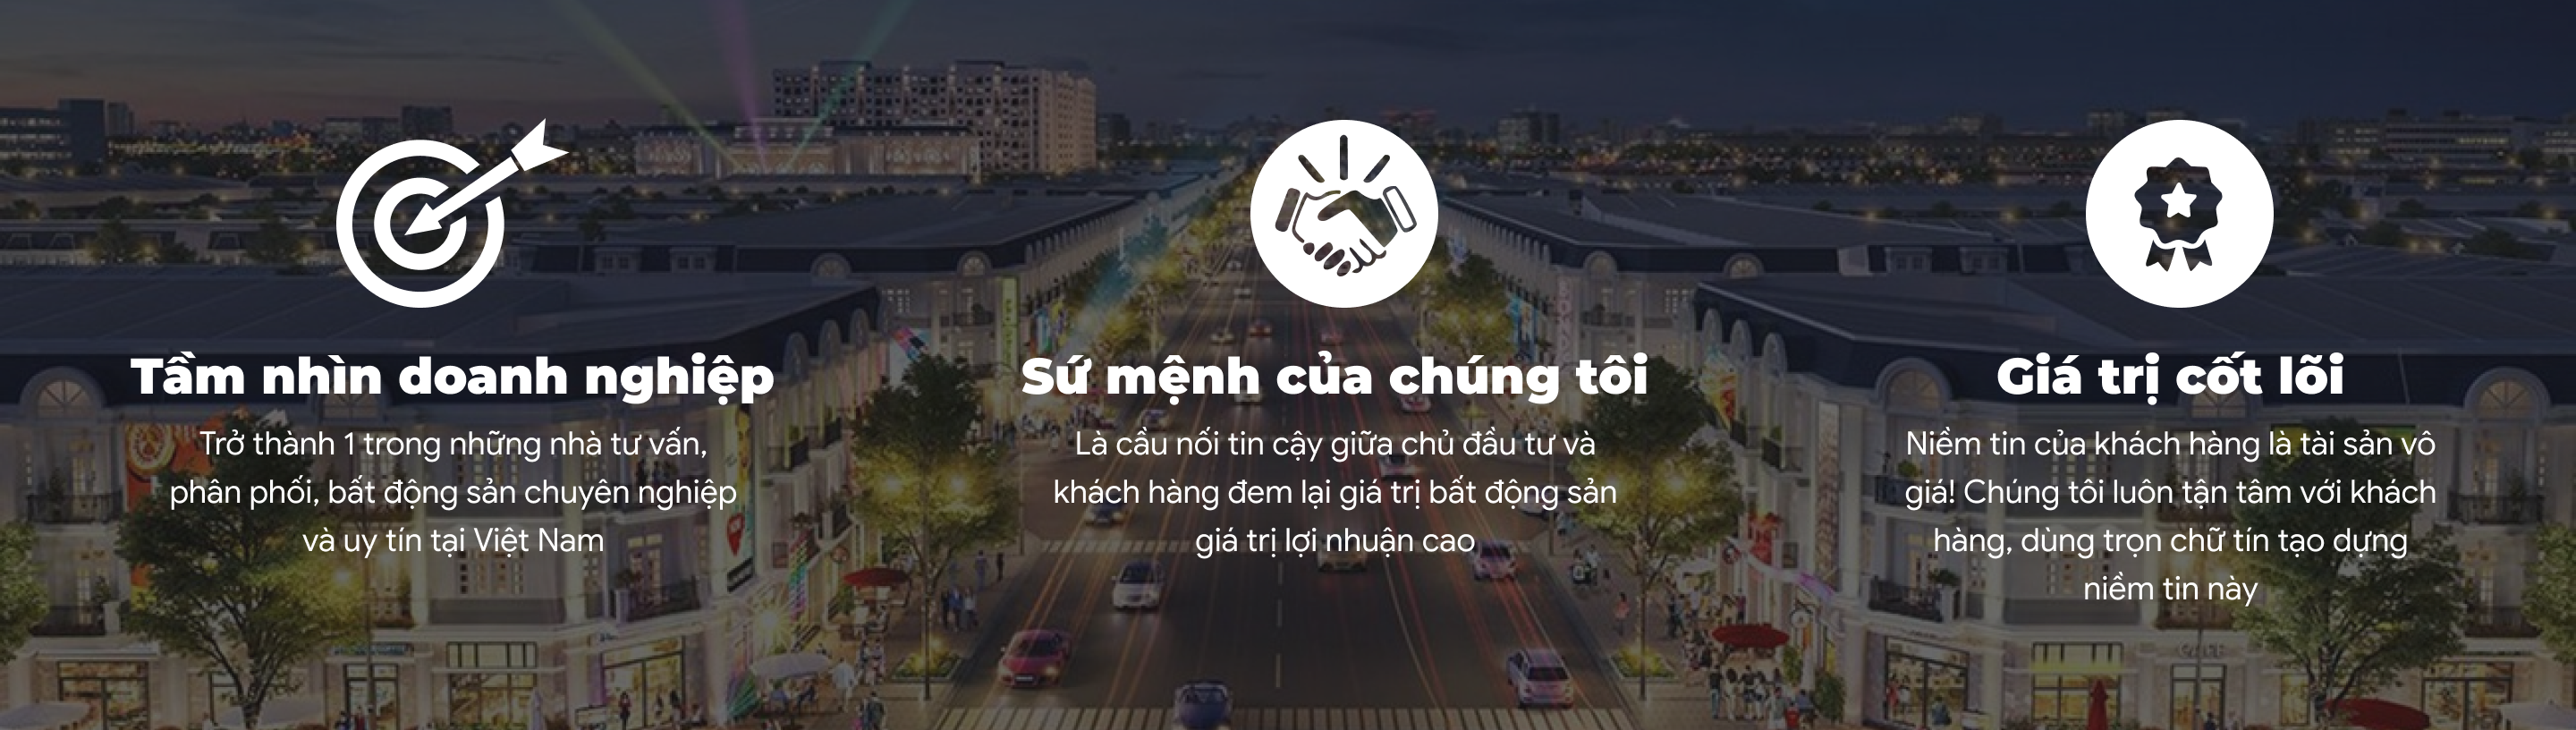 Tầm nhìn doanh nghiệp
Trở thành 1 trong những nhà tư vấn,
phân phối, bất động sản chuyên nghiệp
và uy tín tại Việt Nam
Sứ mệnh của chúng tôi
Là cầu nối tin cậy giữa chủ đầu tư và
khách hàng đem lại giá trị bất động sản
giá trị lợi nhuận cao
Giá trị cốt lõi
Niềm tin của khách hàng là tài sản vô
giá! Chúng tôi luôn tận tâm với khách
hàng, dùng trọn chữ tín tạo dựng
niềm tin này